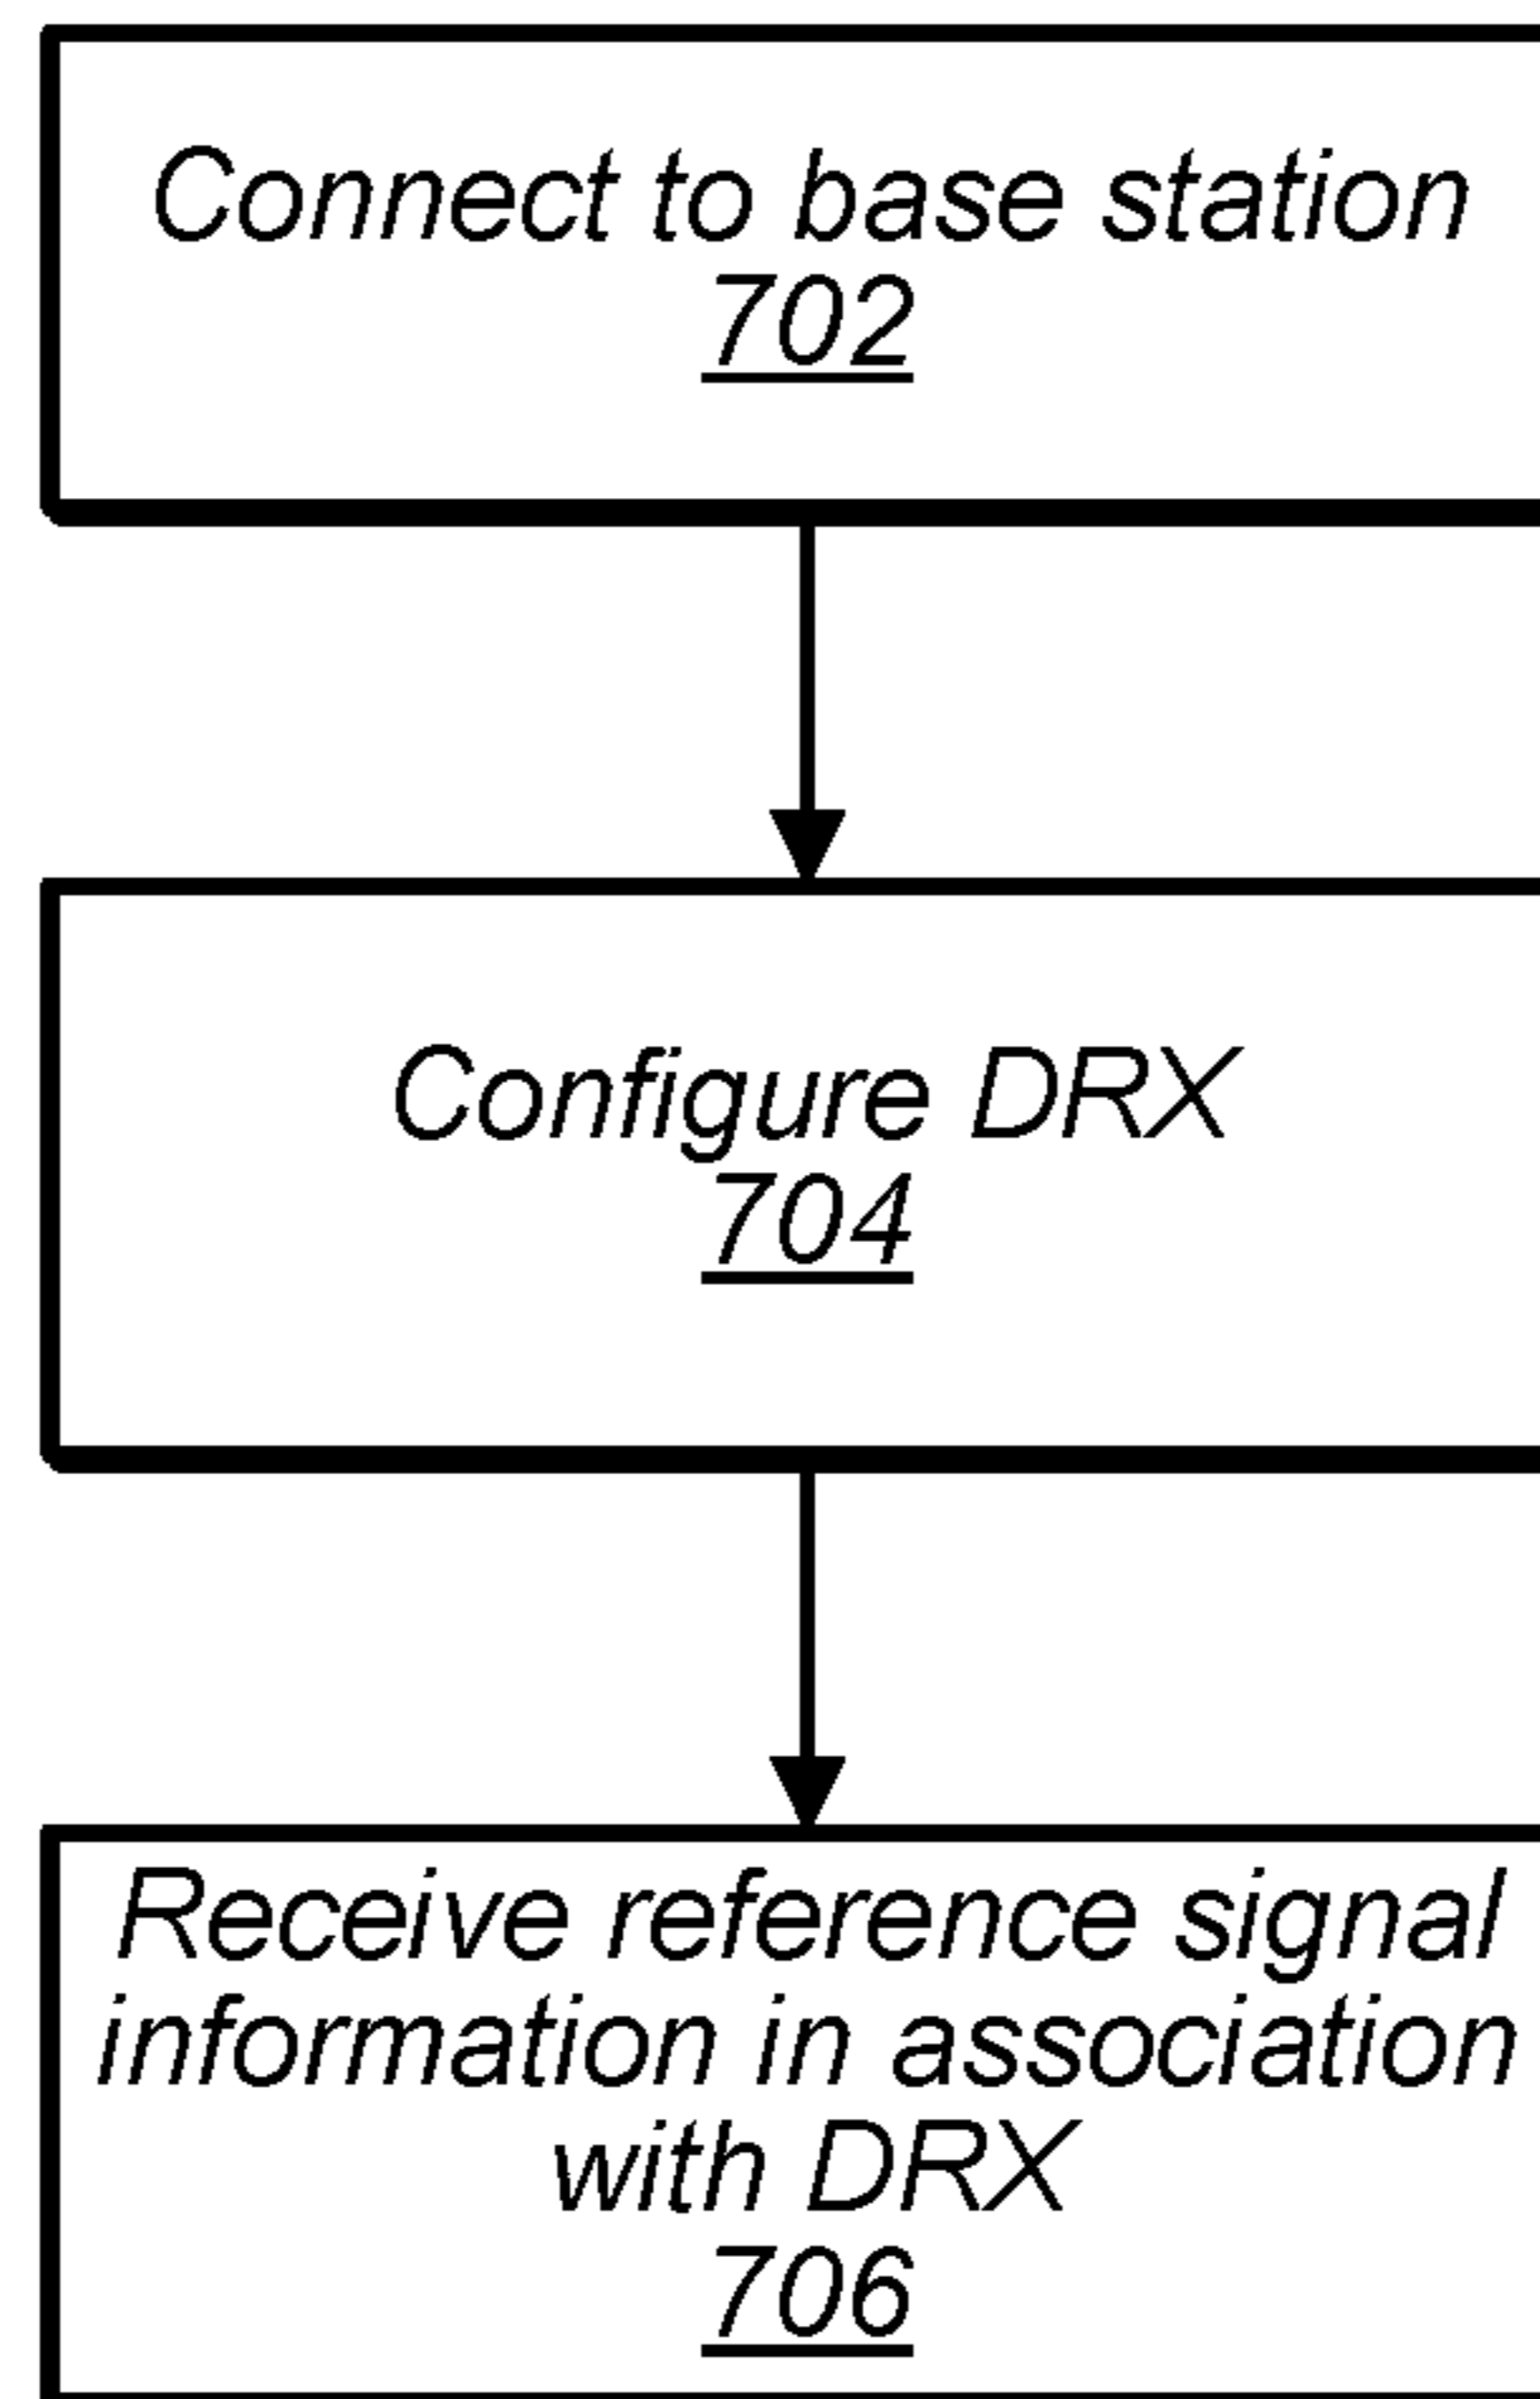 Connect to base station
702
Configure DRX
704
Receive reference signal
information in association
with DRX
706